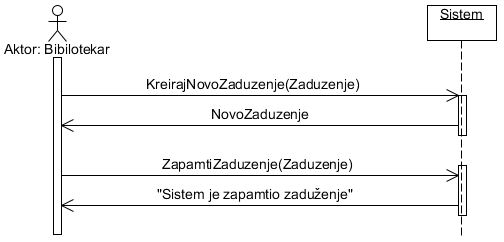 Sistem
Aktor: Bibilotekar
KreirajNovoZaduzenje(Zaduzenje)
NovoZaduzenje
ZapamtiZaduzenje(Zaduzenje)
"Sistem je zapamtio zaduženje"